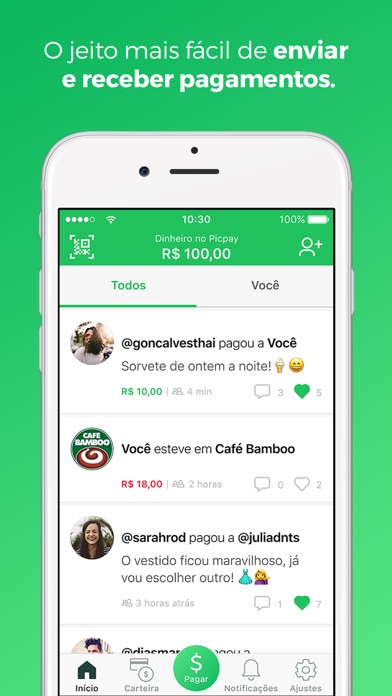 O jeito mais fácil de enviar
e receber pagamentos.
10:30
100%
Dinheiro no Picpay
R$ 100,00
Todos
Você
@goncalvesthai pagou a Você
Sorvete de ontem a noite!🍦😄
R$ 10,00 | 4 min
3
5
CAFE
BAMBOO
Você esteve em Café Bamboo
R$ 18,00 | 2 horas
0
2
@sarahrod pagou a @juliadnts
O vestido ficou maravilhoso, já
vou escolher outro! 👗💁‍♀️
3 horas atrás
1
7
@diasmar
pagou a
$
Início
Carteira
Pagar
Notificações
Ajustes